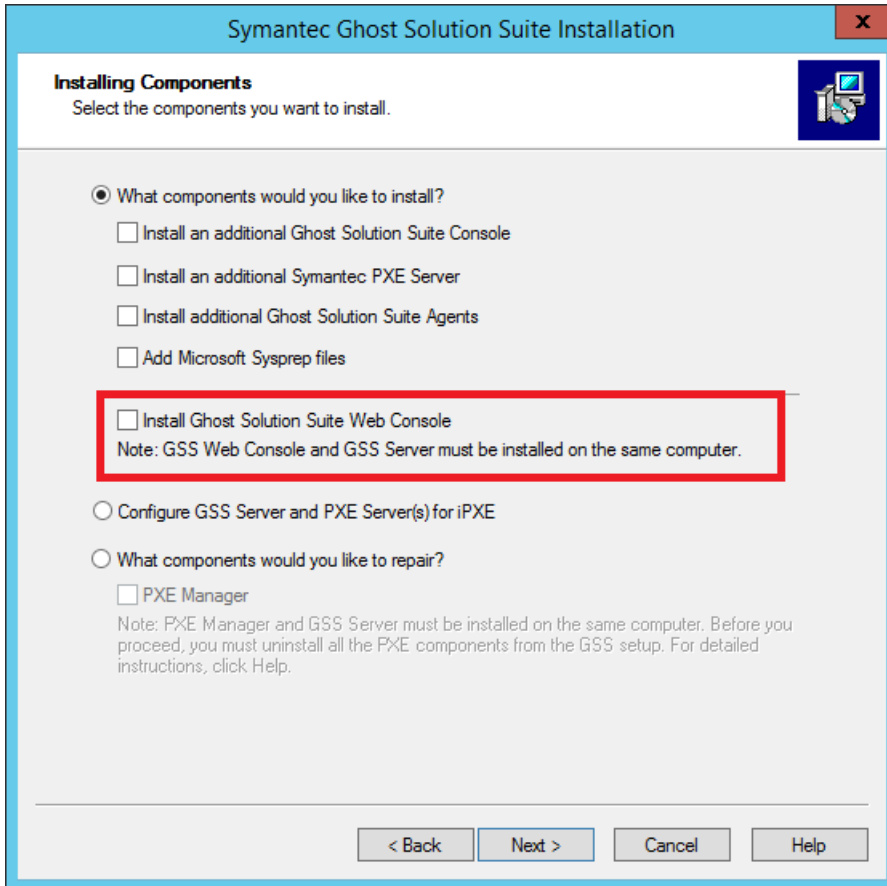 Symantec Ghost Solution Suite Installation
x
Installing Components
Select the components you want to install.
What components would you like to install?
Install an additional Ghost Solution Suite Console
Install an additional Symantec PXE Server
Install additional Ghost Solution Suite Agents
Add Microsoft Sysprep files
Install Ghost Solution Suite Web Console
Note: GSS Web Console and GSS Server must be installed on the same computer.
Configure GSS Server and PXE Server(s) for iPXE
What components would you like to repair?
PXE Manager
Note: PXE Manager and GSS Server must be installed on the same computer. Before you
proceed, you must uninstall all the PXE components from the GSS setup. For detailed
instructions, click Help.
< Back Next > Cancel Help